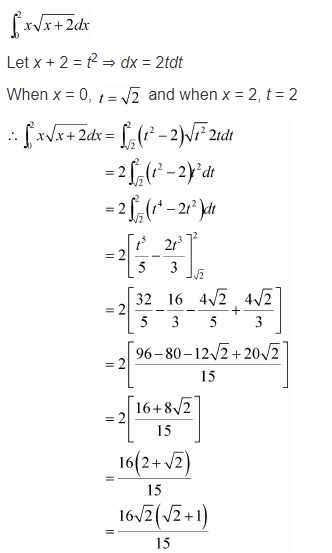 ∫₀² x√(x+2)dx
Let x + 2 = t² ⇒ dx = 2tdt
When x = 0, t = √2 and when x = 2, t = 2
∴ ∫₀² x√(x+2)dx = ∫_√2^2 (t² − 2)√(t²) 2tdt
= 2∫_√2^2 (t² − 2)t² dt
= 2∫_√2^2 (t⁴ − 2t²)dt
= 2[t⁵/5 − 2t³/3]_√2^2
= 2[32/5 − 16/3 − 4√2/5 + 4√2/3]
= 2[(96 − 80 − 12√2 + 20√2)/15]
= 2[(16 + 8√2)/15]
= 16(2 + √2)/15
= 16√2(√2 + 1)/15